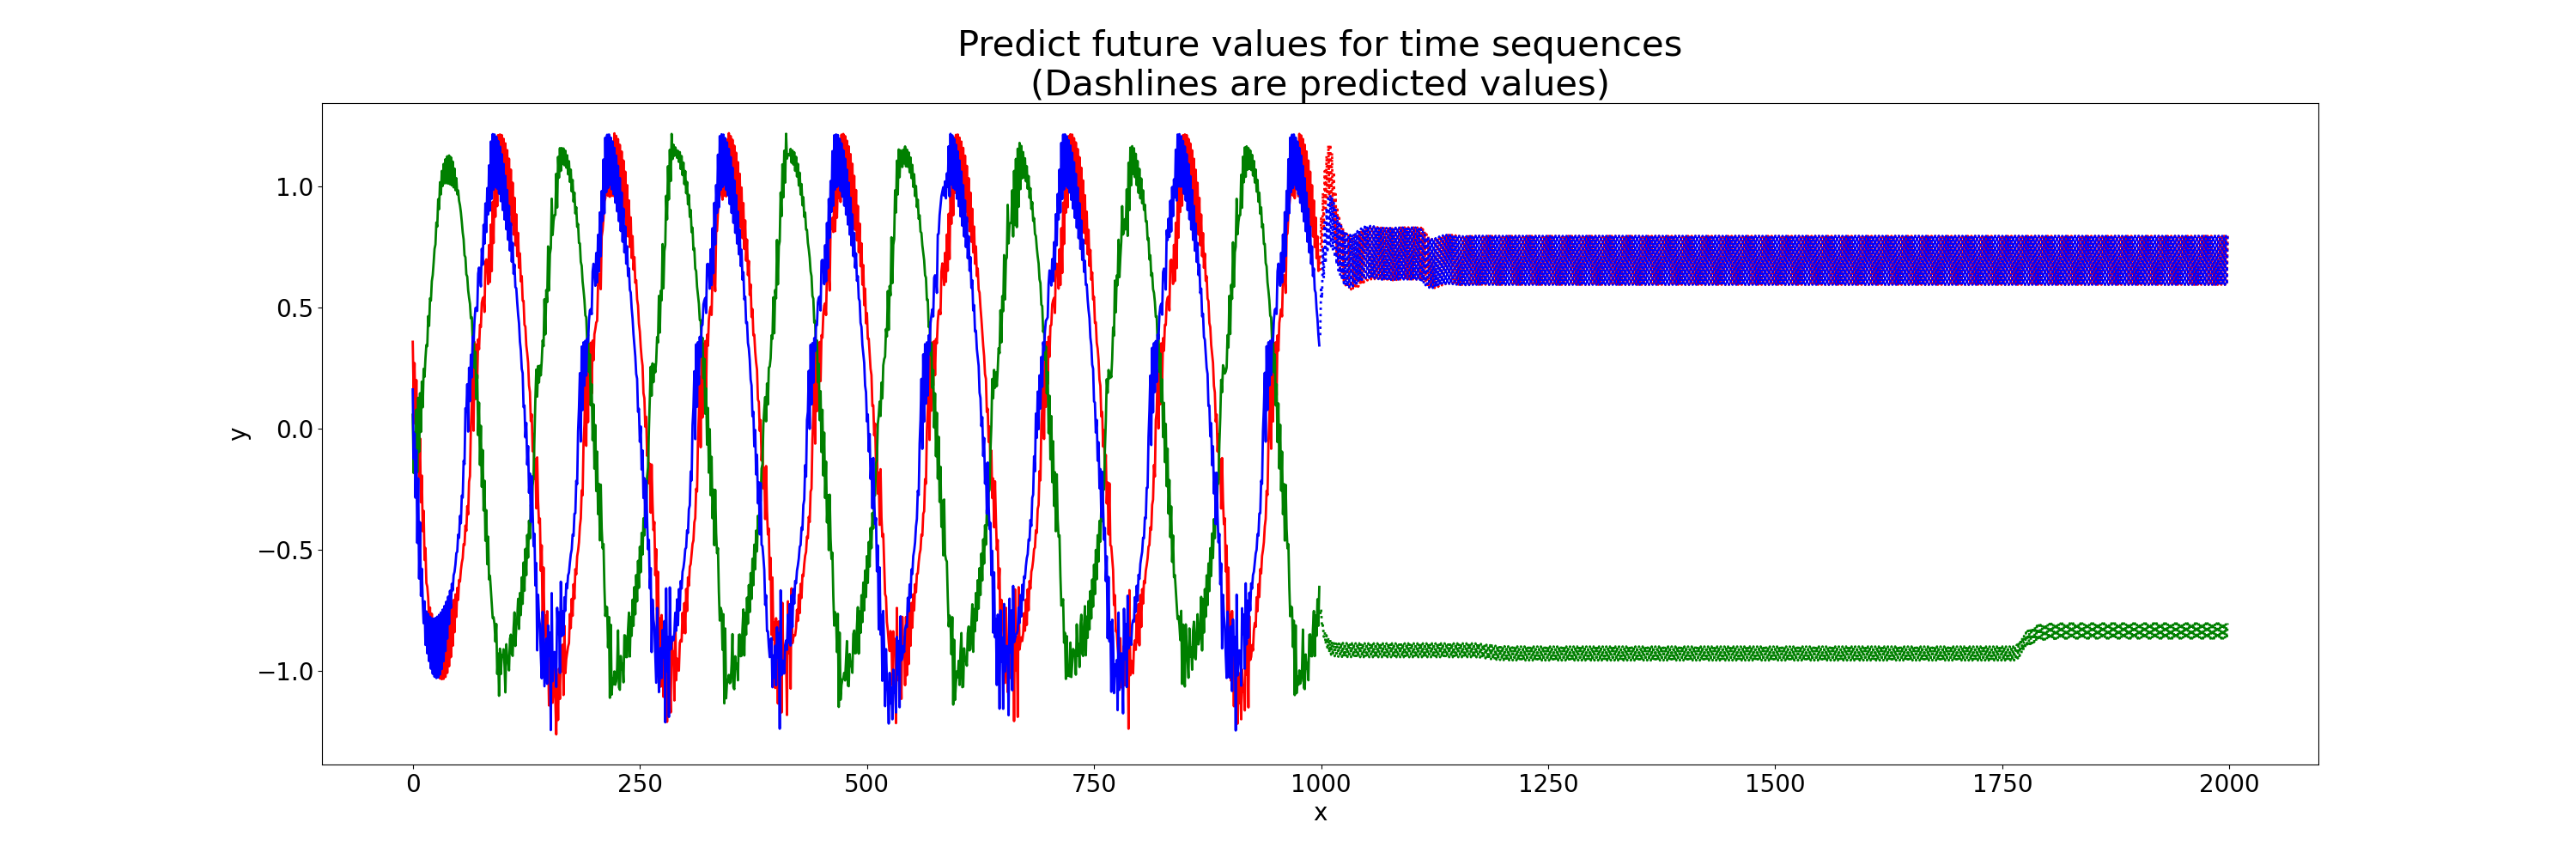 Predict future values for time sequences
(Dashlines are predicted values)
1.0
0.5
0.0
−0.5
−1.0
y
0 250 500 750 1000 1250 1500 1750 2000
x